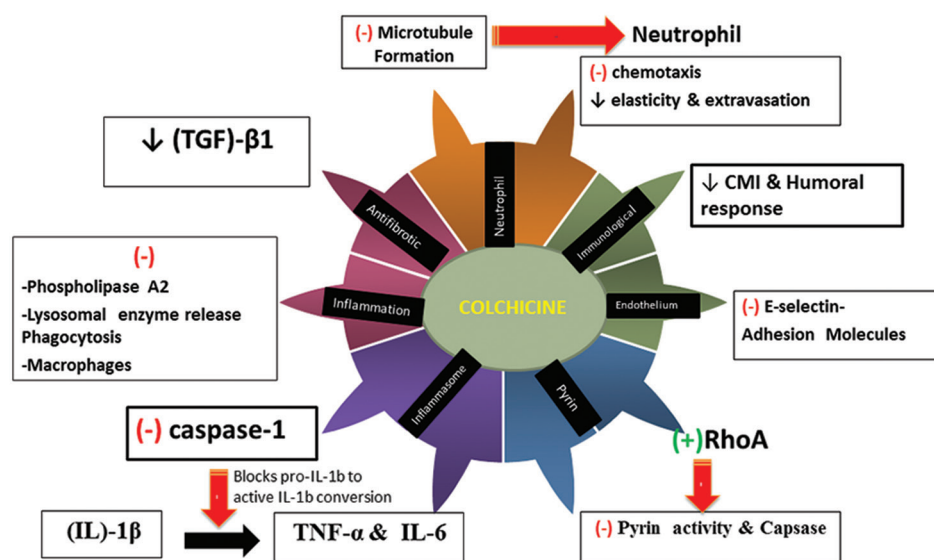 (-) Microtubule
Formation
Neutrophil
(-) chemotaxis
↓ elasticity & extravasation
↓ (TGF)-β1
↓ CMI & Humoral
response
Neutrophil
Antifibrotic
Immunological
(-)
-Phospholipase A2
-Lysosomal enzyme release
Phagocytosis
-Macrophages
Inflammation
COLCHICINE
Endothelium
(-) E-selectin-
Adhesion Molecules
Inflammasome
Pyrin
(-) caspase-1
Blocks pro-IL-1b to
active IL-1b conversion
(IL)-1β
TNF-α & IL-6
(+)RhoA
(-) Pyrin activity & Capsase